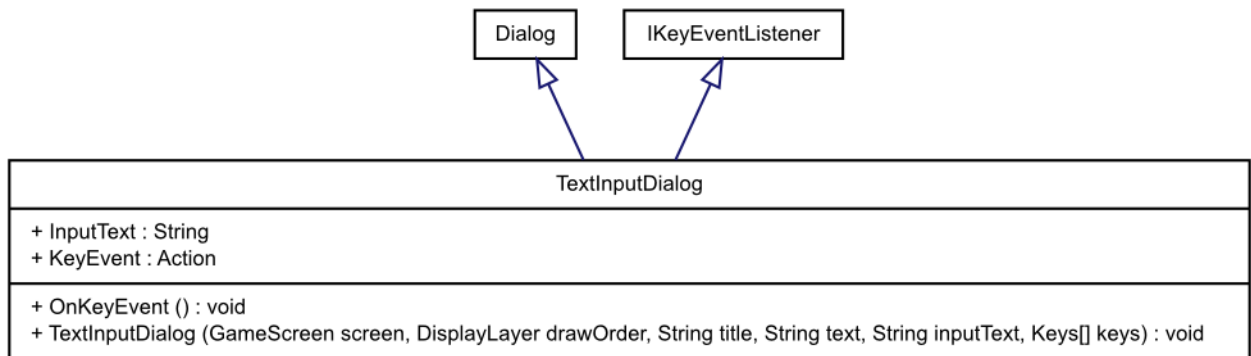 Dialog
IKeyEventListener
TextInputDialog
+ InputText : String
+ KeyEvent : Action
+ OnKeyEvent () : void
+ TextInputDialog (GameScreen screen, DisplayLayer drawOrder, String title, String text, String inputText, Keys[] keys) : void